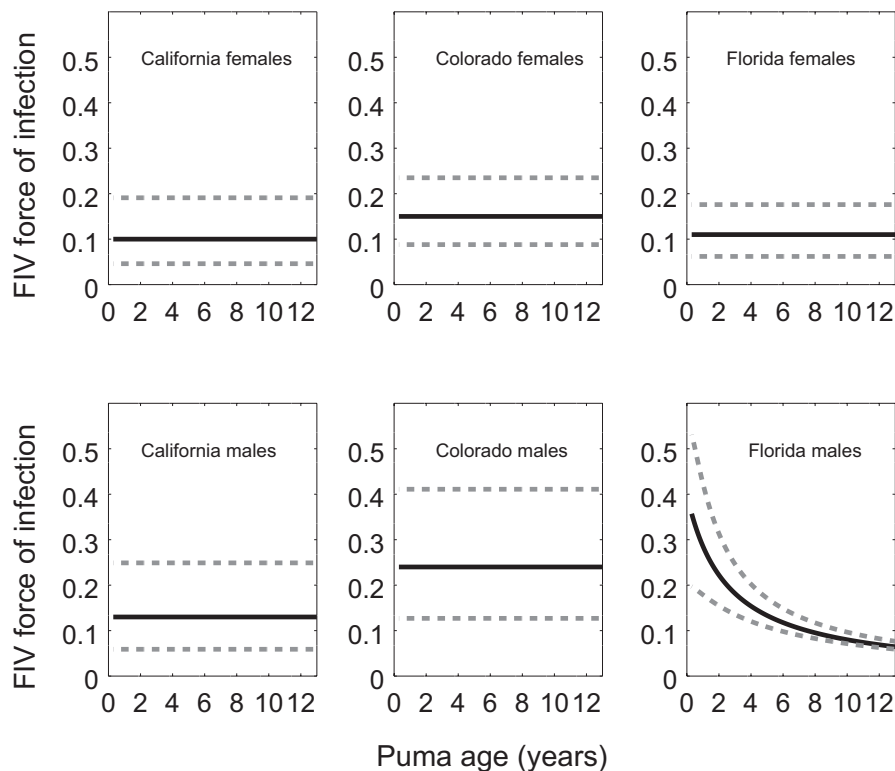 FIV force of infection
0.5
0.4
0.3
0.2
0.1
0
California females
0 2 4 6 8 10 12
0.5
0.4
0.3
0.2
0.1
0
Colorado females
0 2 4 6 8 10 12
0.5
0.4
0.3
0.2
0.1
0
Florida females
0 2 4 6 8 10 12
FIV force of infection
0.5
0.4
0.3
0.2
0.1
0
California males
0 2 4 6 8 10 12
0.5
0.4
0.3
0.2
0.1
0
Colorado males
0 2 4 6 8 10 12
0.5
0.4
0.3
0.2
0.1
0
Florida males
0 2 4 6 8 10 12
Puma age (years)